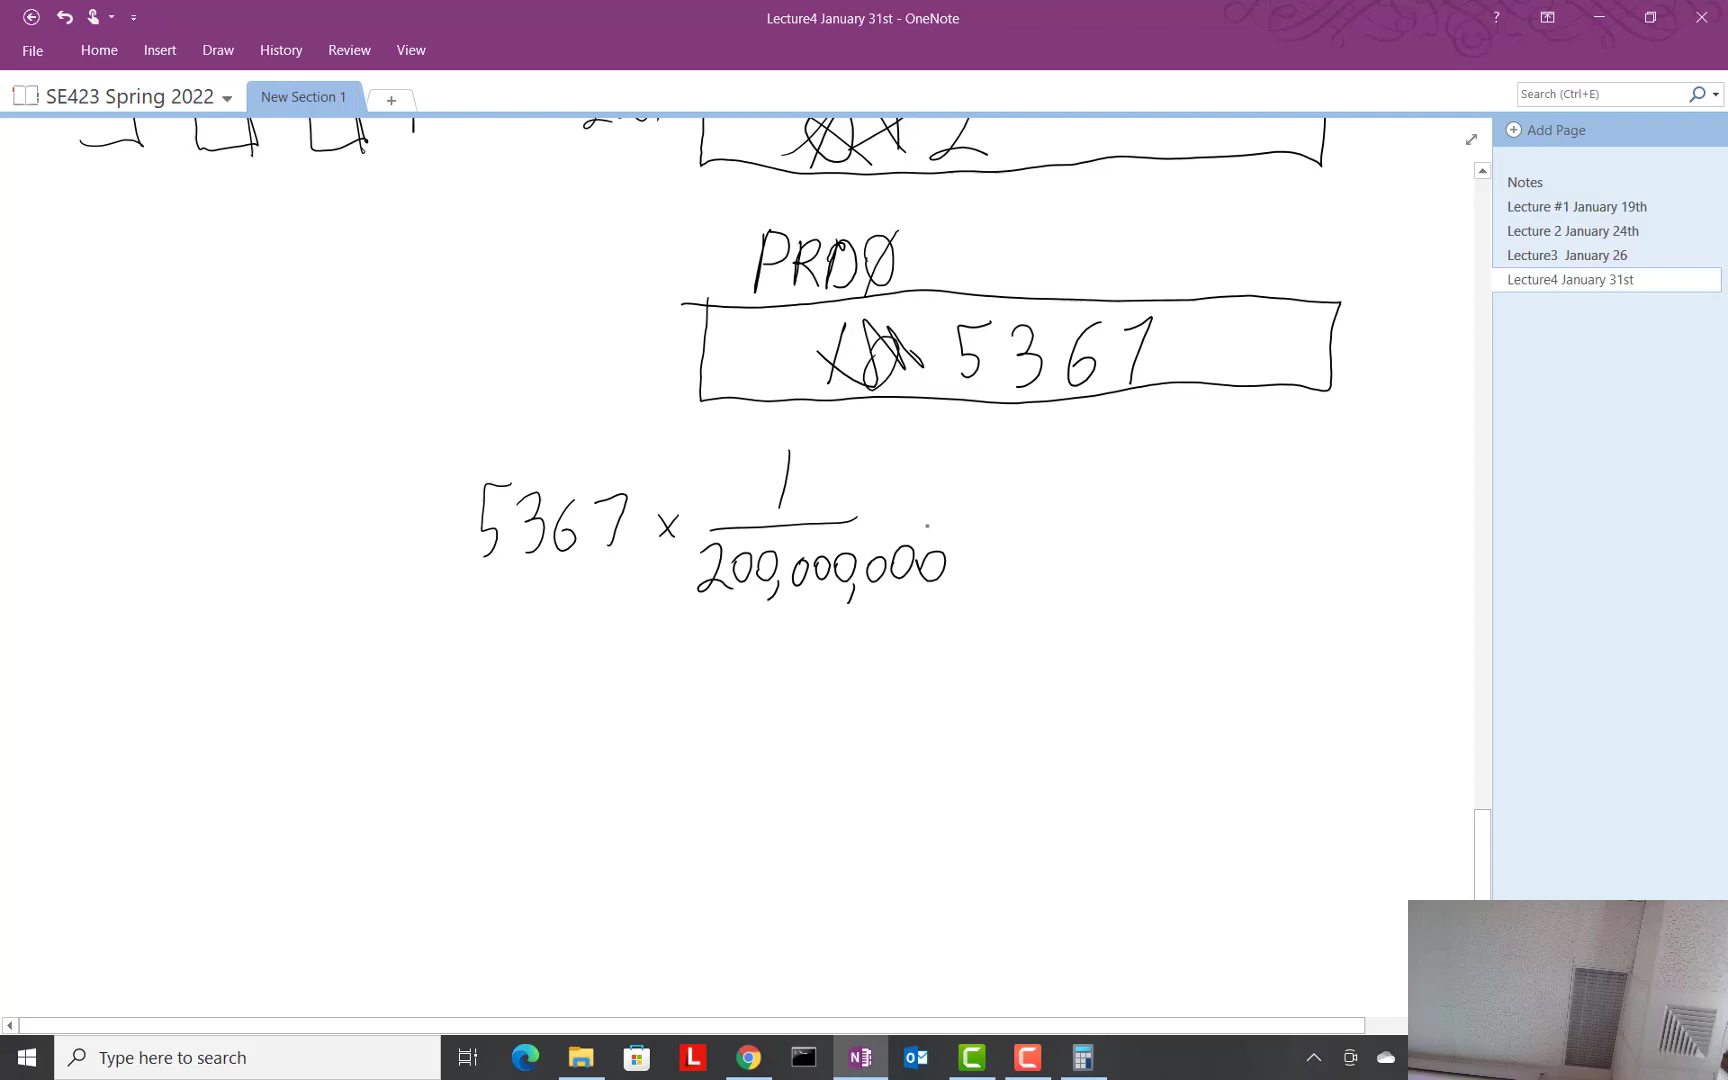 Lecture4 January 31st - OneNote
?
File Home Insert Draw History Review View
SE423 Spring 2022
New Section 1
Search (Ctrl+E)
Add Page
Notes
Lecture #1 January 19th
Lecture 2 January 24th
Lecture3 January 26
Lecture4 January 31st
2
PRD0
5367
5367 × 1
200,000,000
Type here to search